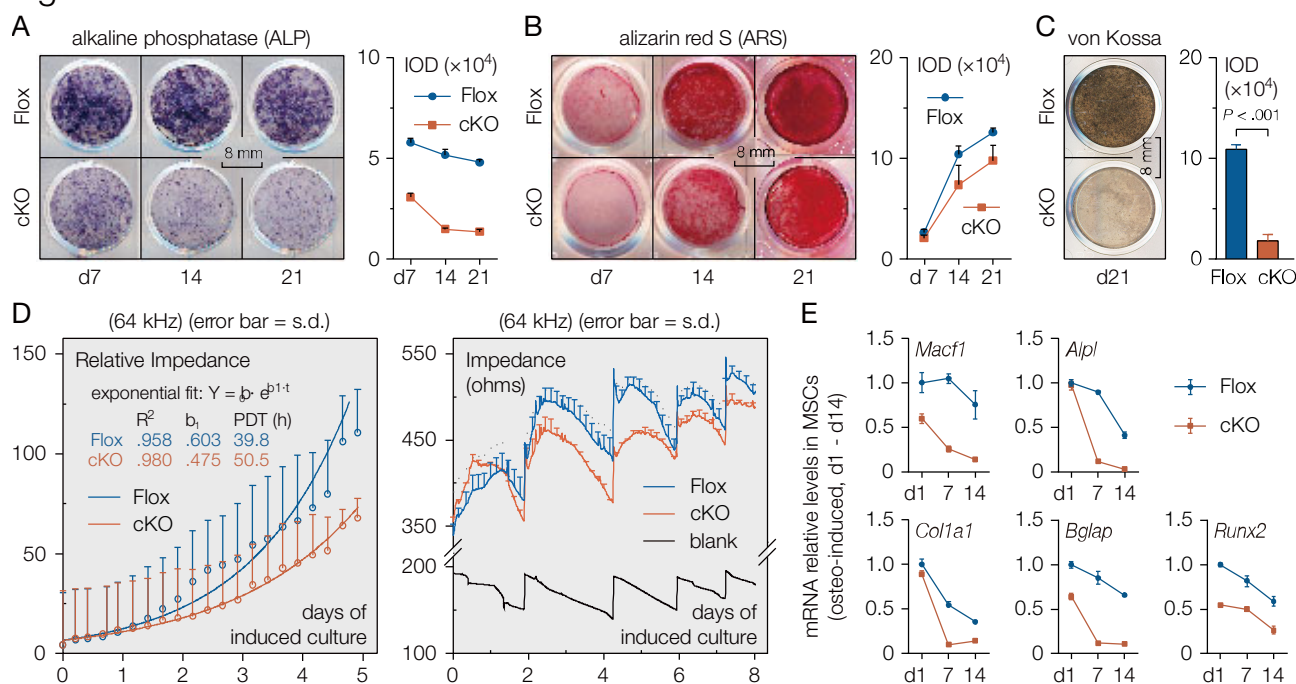 A
alkaline phosphatase (ALP)
Flox
cKO
8 mm
d7 14 21
10
5
0
IOD (×10⁴)
Flox
cKO
d7 14 21
B
alizarin red S (ARS)
Flox
cKO
8 mm
d7 14 21
20
10
0
IOD (×10⁴)
Flox
cKO
d 7 14 21
C
von Kossa
Flox
cKO
8 mm
d21
20
10
0
IOD
(×10⁴)
P < .001
Flox cKO
D
(64 kHz) (error bar = s.d.)
150
100
50
0
Relative Impedance
exponential fit: Y = b₀· e^b1·t
R² b₁ PDT (h)
Flox .958 .603 39.8
cKO .980 .475 50.5
Flox
cKO
days of
induced culture
0 1 2 3 4 5
(64 kHz) (error bar = s.d.)
550
450
350
200
100
0
Impedance
(ohms)
Flox
cKO
blank
days of
induced culture
0 2 4 6 8
E
mRNA relative levels in MSCs
(osteo-induced, d1 - d14)
Macf1
1.5
1.0
0.5
0
d1 7 14
Alpl
1.5
1.0
0.5
0
d1 7 14
Flox
cKO
Col1a1
1.5
1.0
0.5
0
d1 7 14
Bglap
1.5
1.0
0.5
0
d1 7 14
Runx2
1.5
1.0
0.5
0
d1 7 14